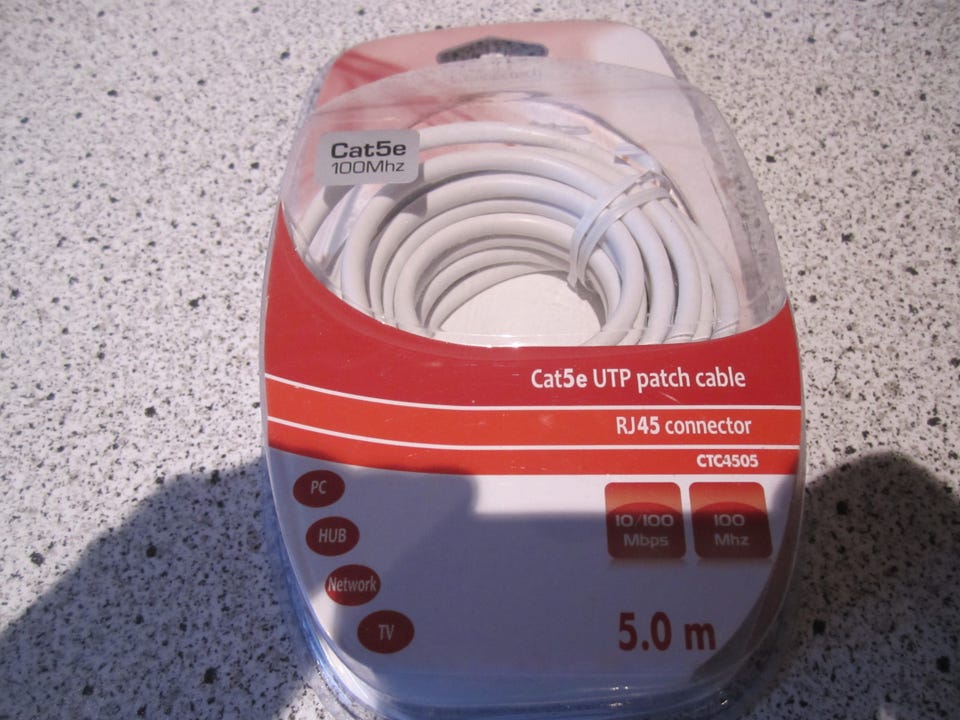 Cat5e
100Mhz
Cat5e UTP patch cable
RJ45 connector
CTC4505
PC
HUB
Network
TV
10/100
Mbps
100
Mhz
5.0 m